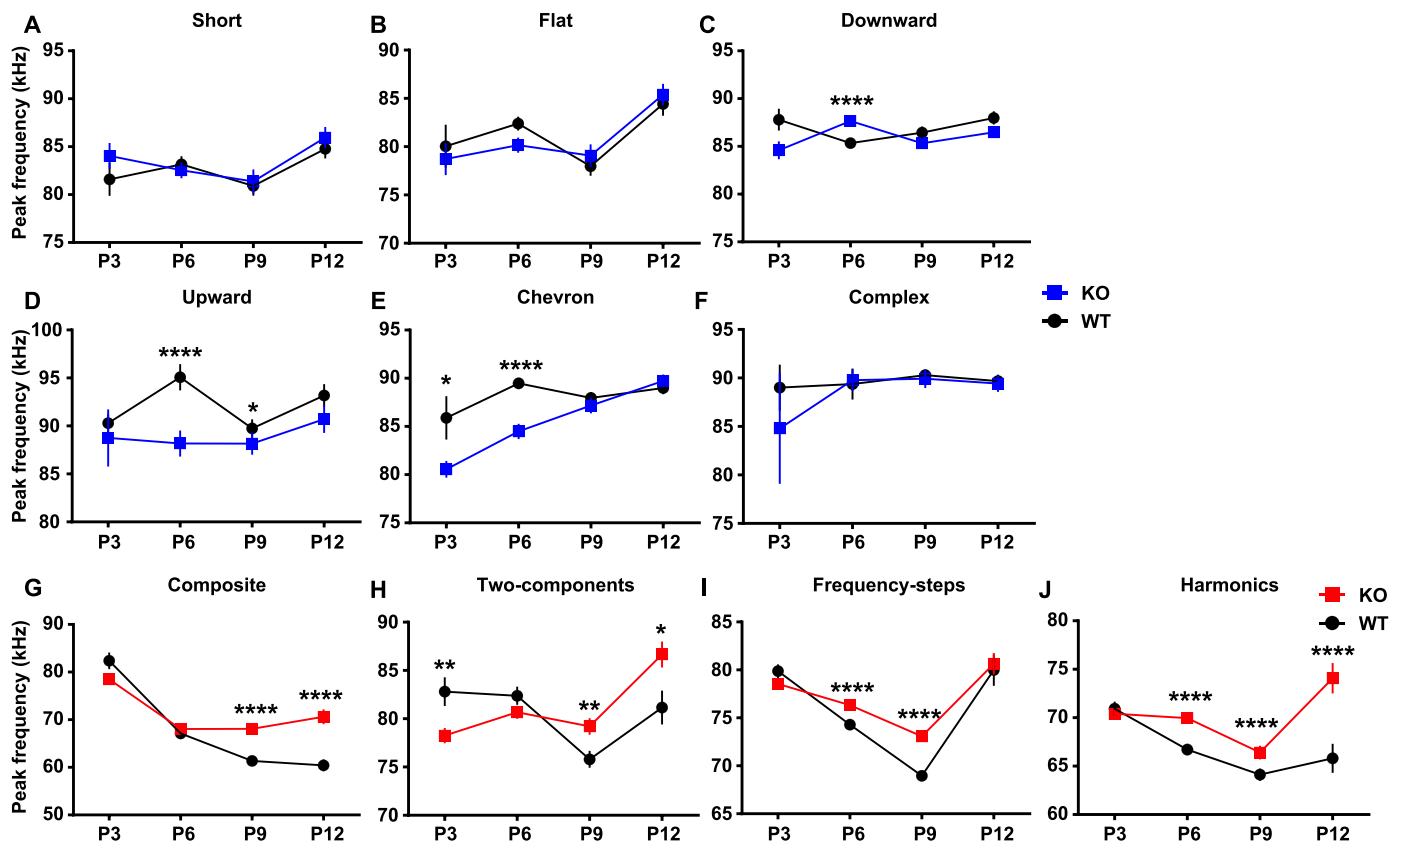 A Short
B Flat
C Downward
Peak frequency (kHz)
95
90
85
80
75
P3 P6 P9 P12
90
85
80
75
70
P3 P6 P9 P12
95
90
85
80
75
****
P3 P6 P9 P12
D Upward
E Chevron
F Complex
KO
WT
Peak frequency (kHz)
100
95
90
85
80
****
*
P3 P6 P9 P12
95
90
85
80
75
*
****
P3 P6 P9 P12
95
90
85
80
75
P3 P6 P9 P12
G Composite
H Two-components
I Frequency-steps
J Harmonics
KO
WT
Peak frequency (kHz)
90
80
70
60
50
****
****
P3 P6 P9 P12
90
85
80
75
70
**
**
*
P3 P6 P9 P12
85
80
75
70
65
****
****
P3 P6 P9 P12
80
75
70
65
60
****
****
****
P3 P6 P9 P12